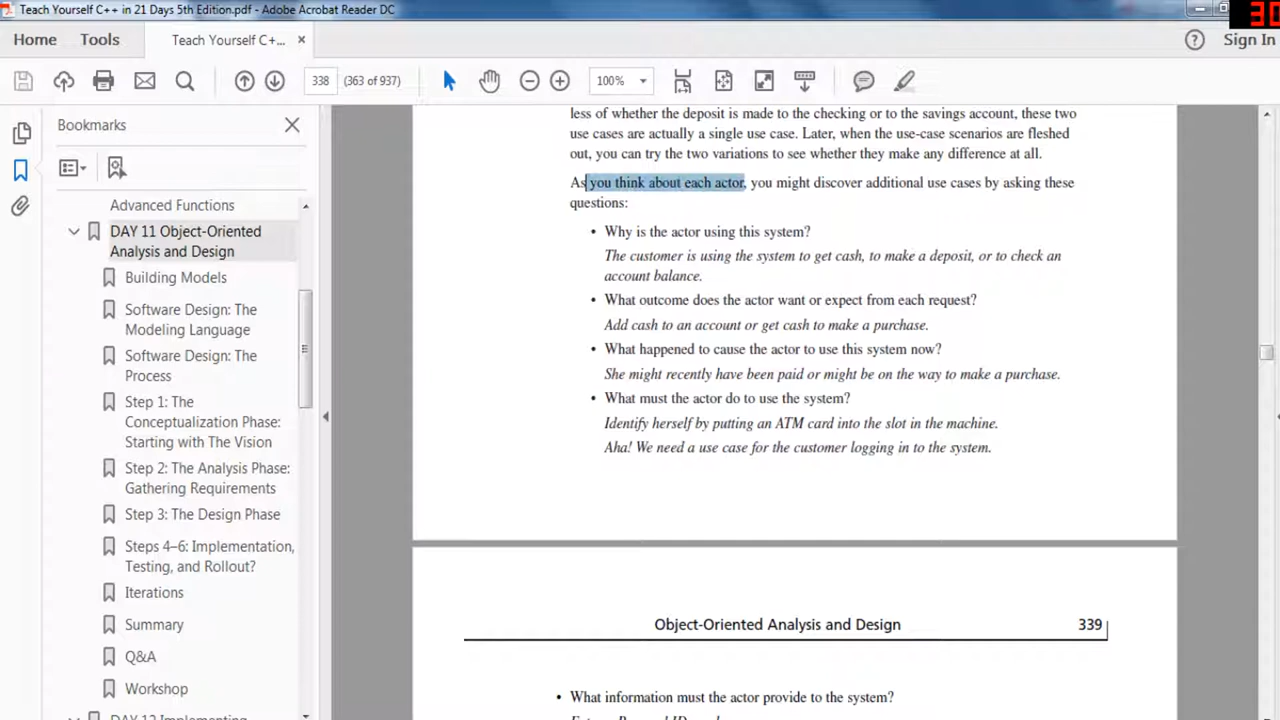 Teach Yourself C++ in 21 Days 5th Edition.pdf - Adobe Acrobat Reader DC
30
Home
Tools
Teach Yourself C+...
Sign In
338
(363 of 937)
100%
Bookmarks
Advanced Functions
DAY 11 Object-Oriented
Analysis and Design
Building Models
Software Design: The
Modeling Language
Software Design: The
Process
Step 1: The
Conceptualization Phase:
Starting with The Vision
Step 2: The Analysis Phase:
Gathering Requirements
Step 3: The Design Phase
Steps 4–6: Implementation,
Testing, and Rollout?
Iterations
Summary
Q&A
Workshop
DAY 12 Implementing
less of whether the deposit is made to the checking or to the savings account, these two
use cases are actually a single use case. Later, when the use-case scenarios are fleshed
out, you can try the two variations to see whether they make any difference at all.
As you think about each actor, you might discover additional use cases by asking these
questions:
• Why is the actor using this system?
The customer is using the system to get cash, to make a deposit, or to check an
account balance.
• What outcome does the actor want or expect from each request?
Add cash to an account or get cash to make a purchase.
• What happened to cause the actor to use this system now?
She might recently have been paid or might be on the way to make a purchase.
• What must the actor do to use the system?
Identify herself by putting an ATM card into the slot in the machine.
Aha! We need a use case for the customer logging in to the system.
Object-Oriented Analysis and Design
339
• What information must the actor provide to the system?